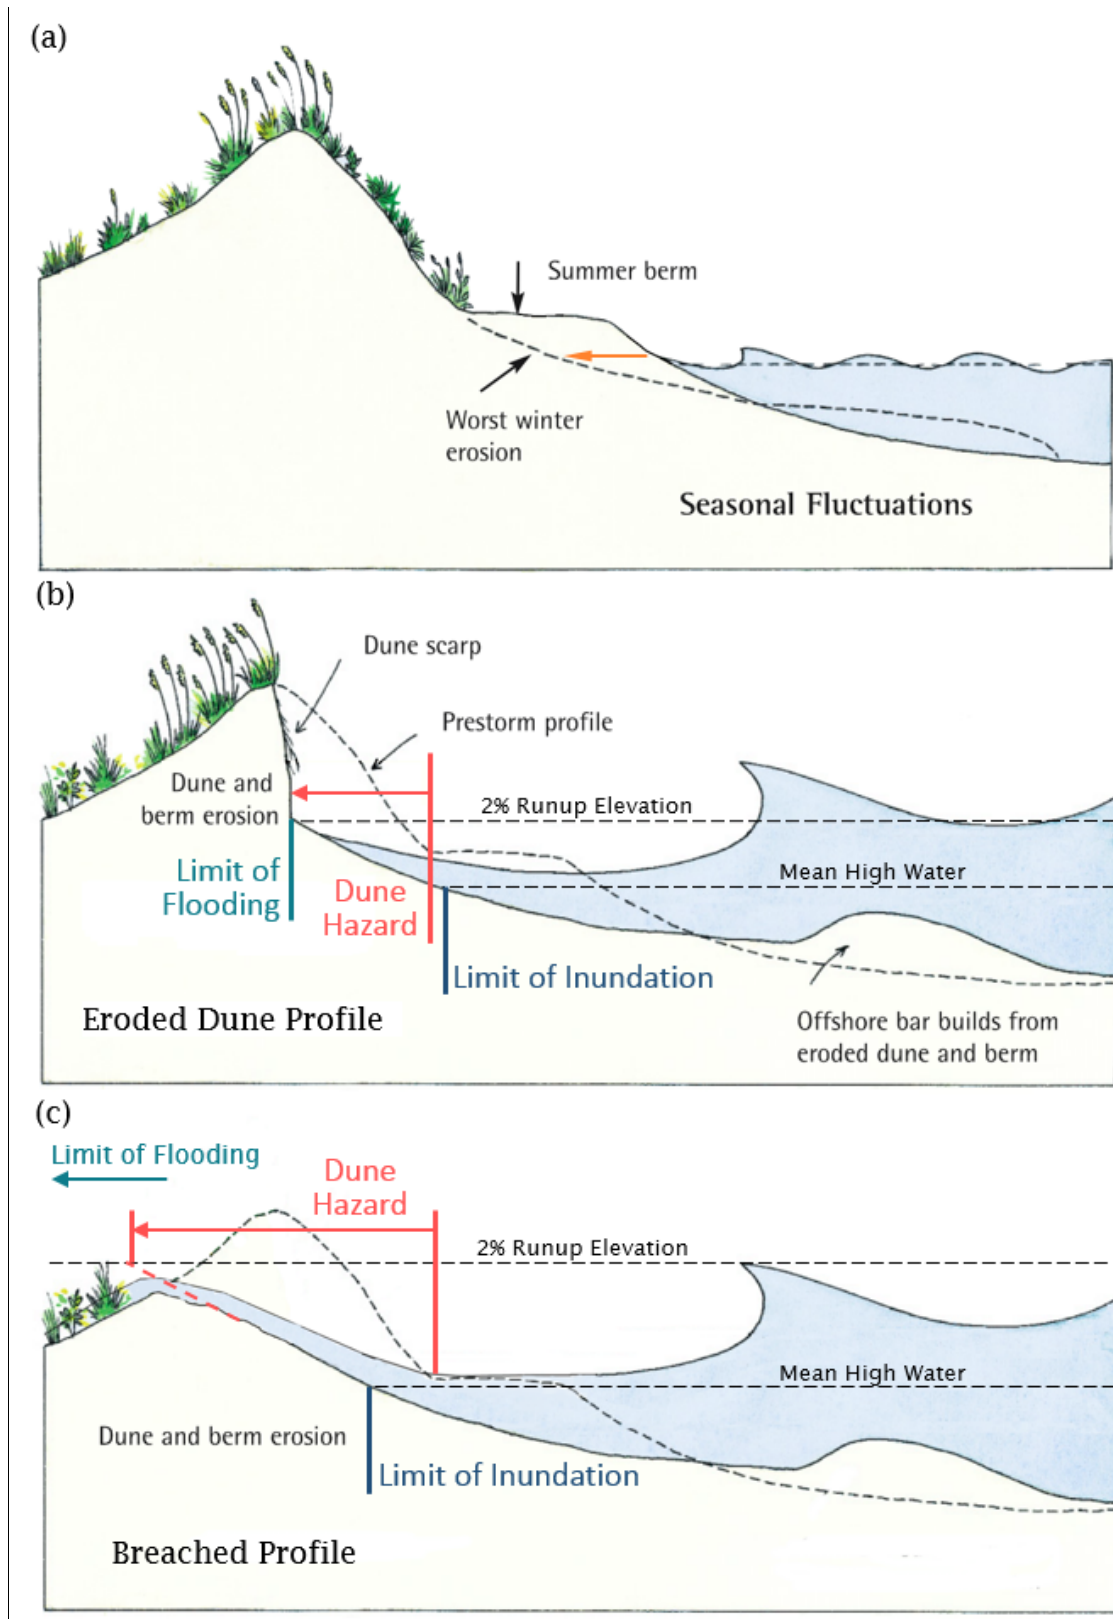 (a)
Summer berm
Worst winter
erosion
Seasonal Fluctuations
(b)
Dune scarp
Prestorm profile
Dune and
berm erosion
2% Runup Elevation
Limit of
Flooding
Dune
Hazard
Mean High Water
Limit of Inundation
Eroded Dune Profile
Offshore bar builds from
eroded dune and berm
(c)
Limit of Flooding
Dune
Hazard
2% Runup Elevation
Mean High Water
Dune and berm erosion
Limit of Inundation
Breached Profile